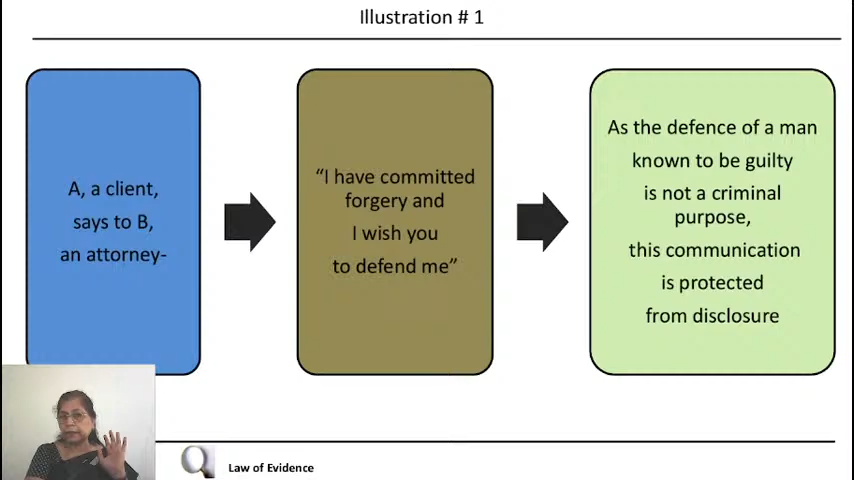 Illustration # 1
A, a client,
says to B,
an attorney-
“I have committed
forgery and
I wish you
to defend me”
As the defence of a man
known to be guilty
is not a criminal
purpose,
this communication
is protected
from disclosure
Law of Evidence